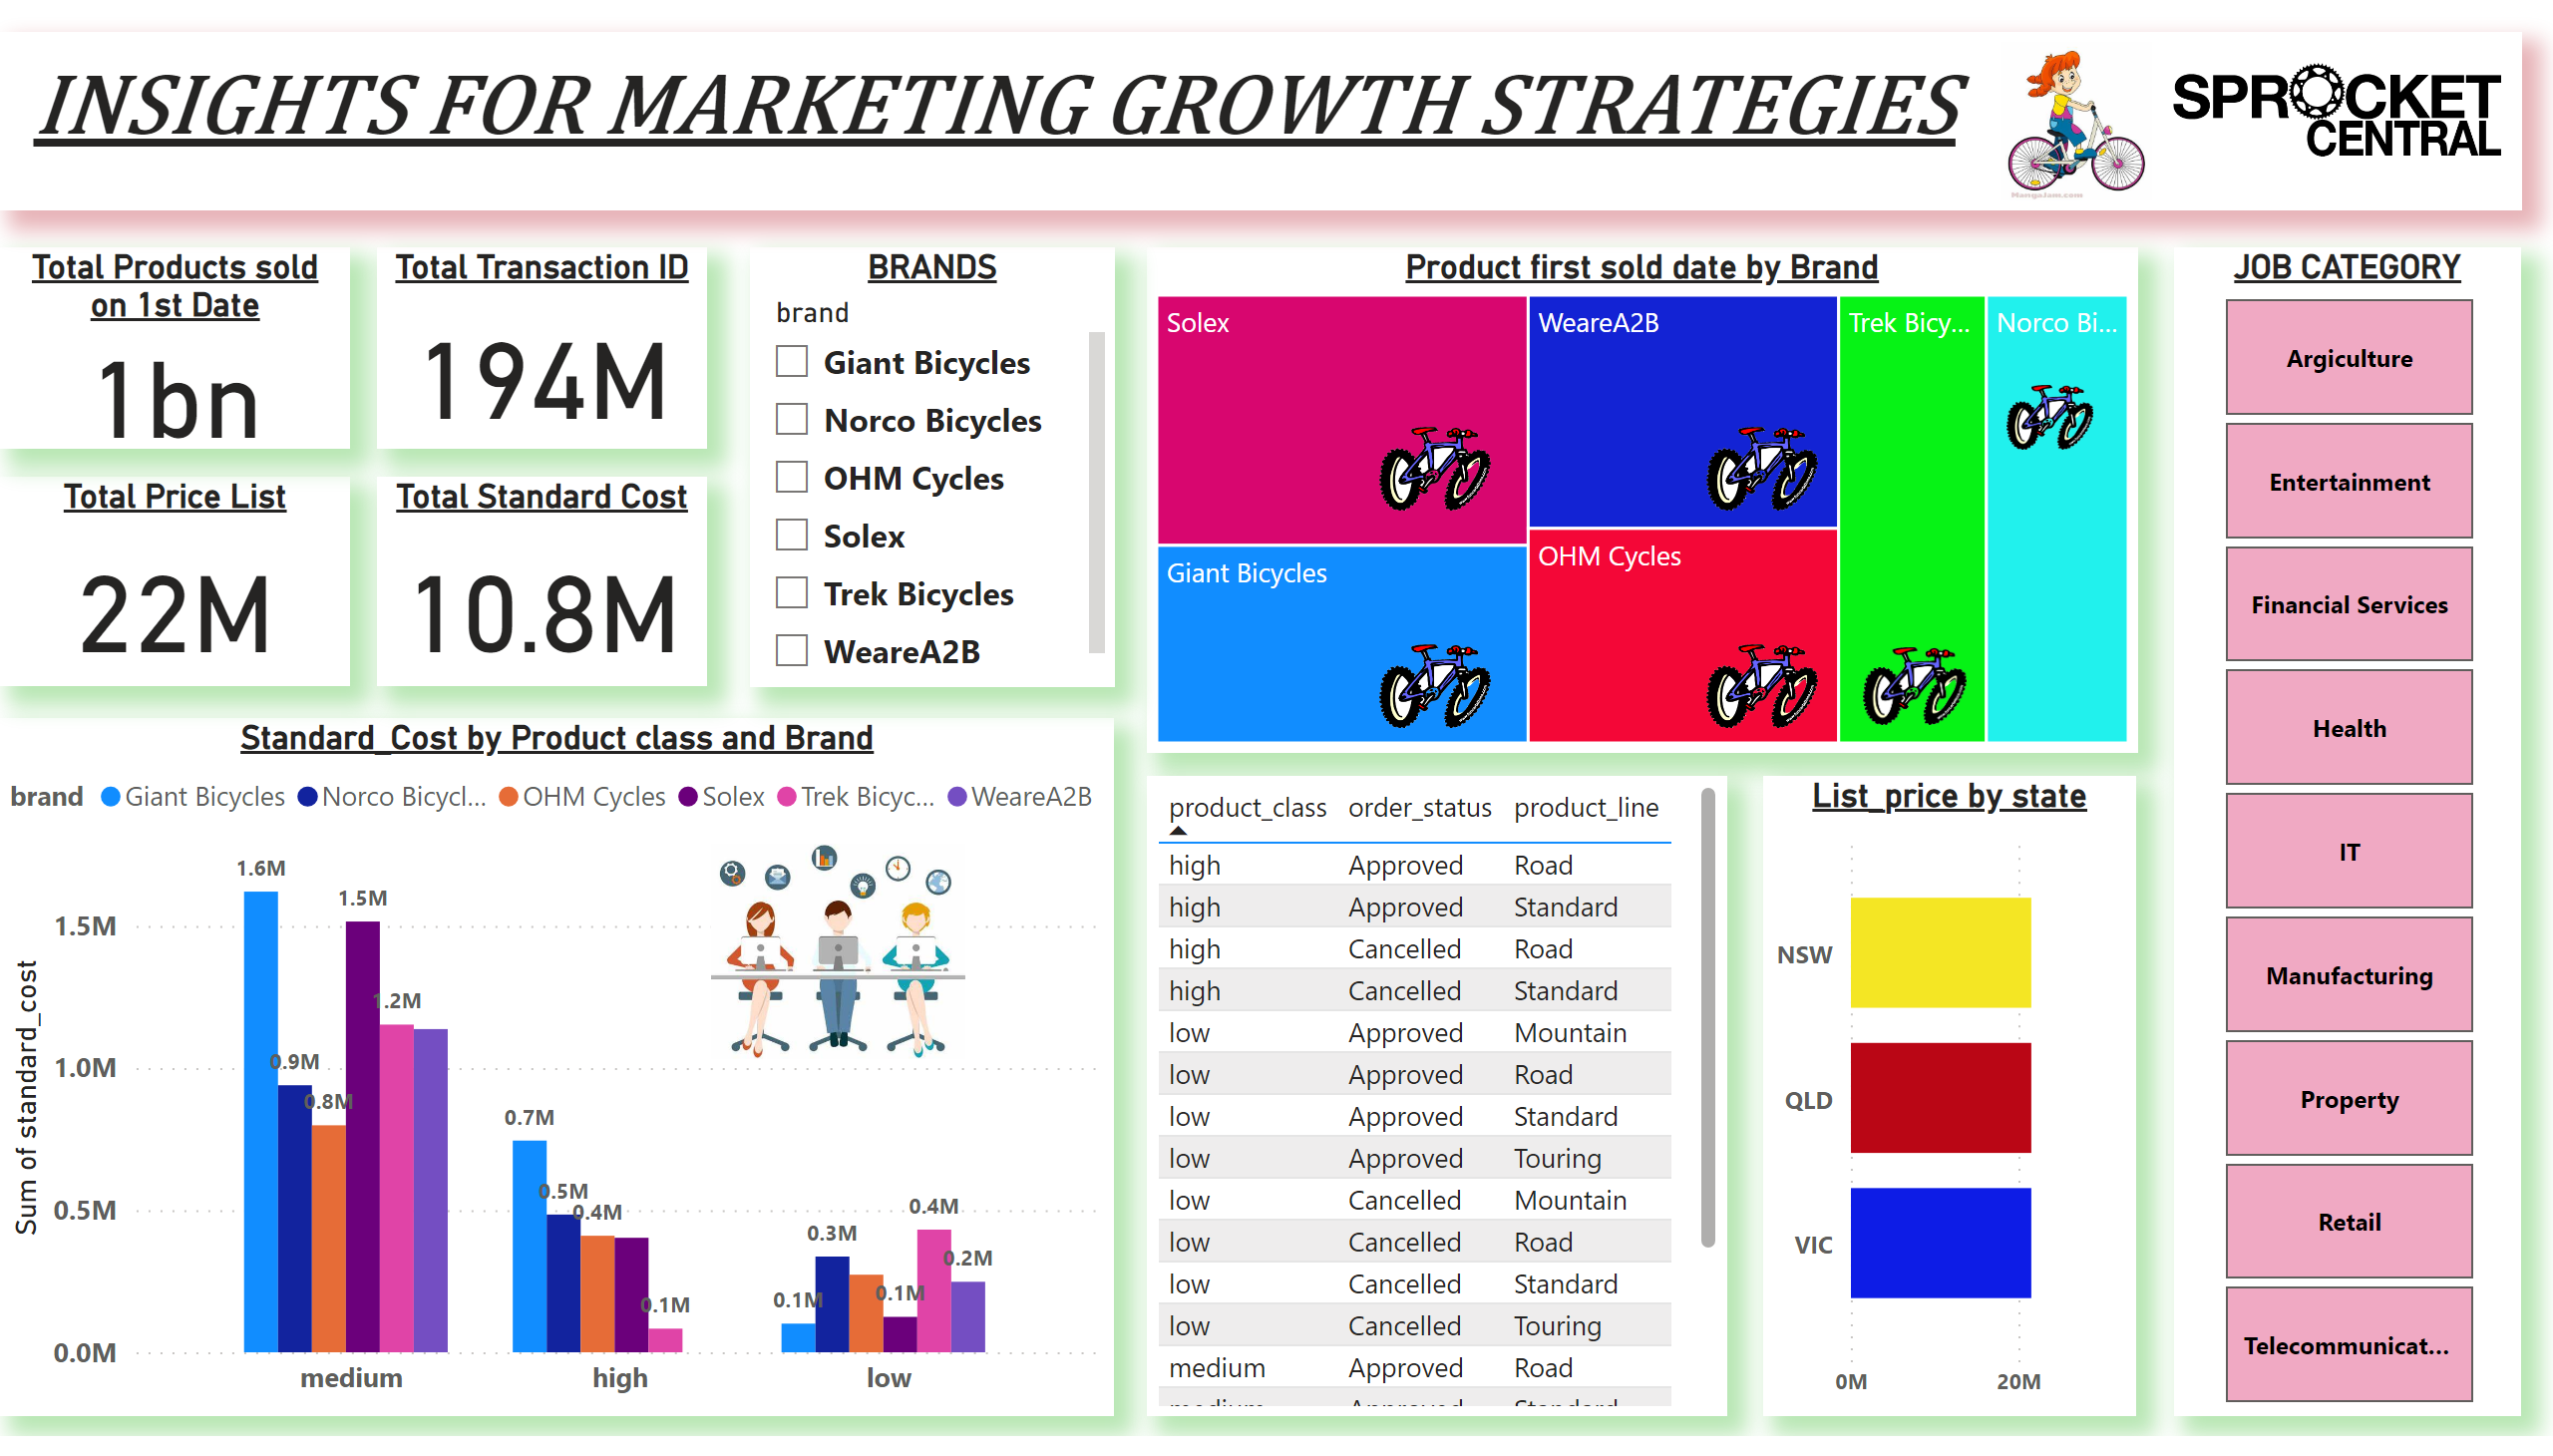 INSIGHTS FOR MARKETING GROWTH STRATEGIES
SPROCKET
CENTRAL
Total Products sold
on 1st Date
1bn
Total Transaction ID
194M
Total Price List
22M
Total Standard Cost
10.8M
BRANDS
brand
Giant Bicycles
Norco Bicycles
OHM Cycles
Solex
Trek Bicycles
WeareA2B
Product first sold date by Brand
Solex
WeareA2B
Trek Bicy...
Norco Bi...
Giant Bicycles
OHM Cycles
JOB CATEGORY
Argiculture
Entertainment
Financial Services
Health
IT
Manufacturing
Property
Retail
Telecommunicat...
Standard_Cost by Product class and Brand
brand Giant Bicycles Norco Bicycl... OHM Cycles Solex Trek Bicyc... WeareA2B
Sum of standard_cost
1.5M
1.0M
0.5M
0.0M
1.6M
0.9M
0.8M
1.5M
1.2M
0.7M
0.5M
0.4M
0.1M
0.1M
0.3M
0.1M
0.4M
0.2M
medium high low
product_class order_status product_line
high Approved Road
high Approved Standard
high Cancelled Road
high Cancelled Standard
low Approved Mountain
low Approved Road
low Approved Standard
low Approved Touring
low Cancelled Mountain
low Cancelled Road
low Cancelled Standard
low Cancelled Touring
medium Approved Road
List_price by state
NSW
QLD
VIC
0M 20M